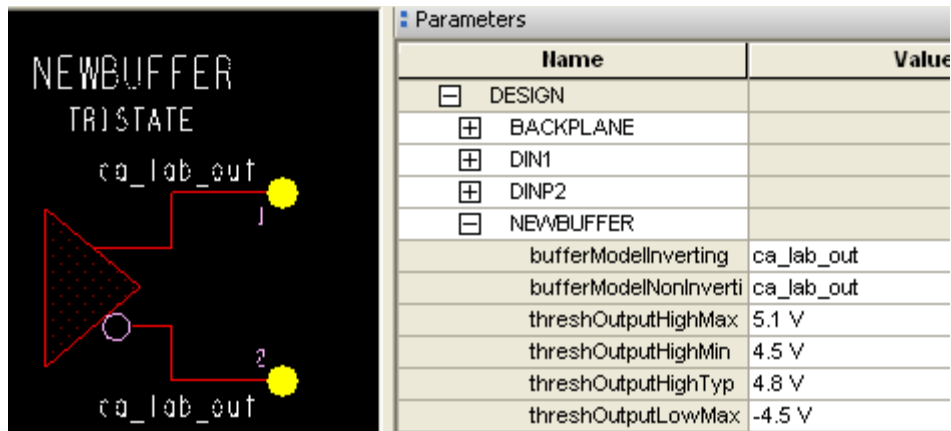 NEWBUFFER
TRISTATE
ca_lab_out
1
2
ca_lab_out
Parameters
Name Value
DESIGN
BACKPLANE
DIN1
DINP2
NEWBUFFER
bufferModelInverting ca_lab_out
bufferModelNonInverti ca_lab_out
threshOutputHighMax 5.1 V
threshOutputHighMin 4.5 V
threshOutputHighTyp 4.8 V
threshOutputLowMax -4.5 V